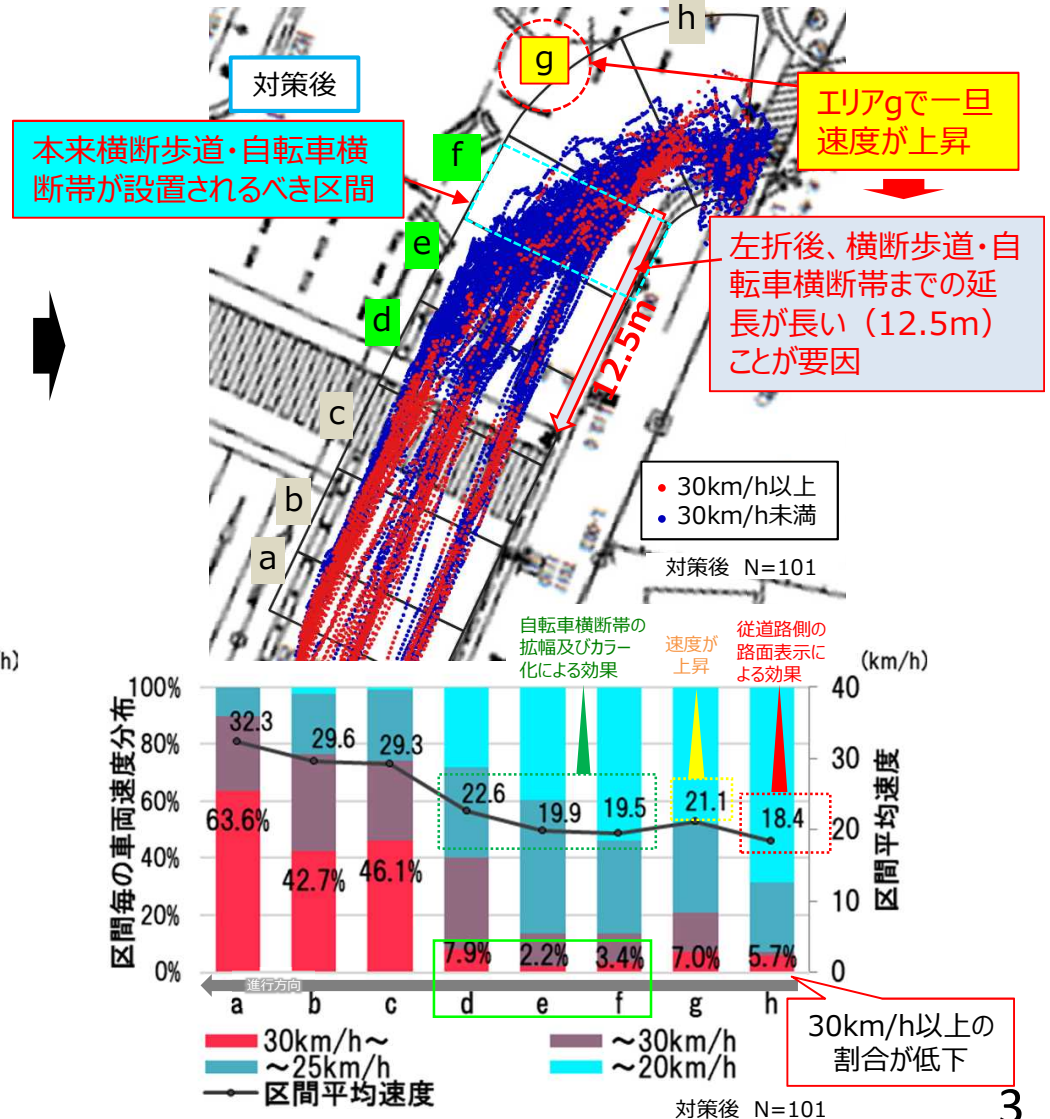 h
g
対策後
エリアgで一旦
速度が上昇
本来横断歩道・自転車横
断帯が設置されるべき区間
f
e
左折後、横断歩道・自
転車横断帯までの延
長が長い（12.5m）
ことが要因
d
12.5m
c
b
a
• 30km/h以上
• 30km/h未満
対策後 N=101
自転車横断帯の
拡幅及びカラー
化による効果
速度が
上昇
従道路側の
路面表示に
よる効果
h)
(km/h)
区間毎の車両速度分布
100%
80%
60%
40%
20%
0%
32.3
29.6
29.3
22.6
19.9
19.5
21.1
18.4
63.6%
42.7%
46.1%
7.9%
2.2%
3.4%
7.0%
5.7%
40
30
20
10
0
区間平均速度
進行方向
a b c d e f g h
30km/h～
～30km/h
～25km/h
～20km/h
区間平均速度
30km/h以上の
割合が低下
対策後 N=101
3